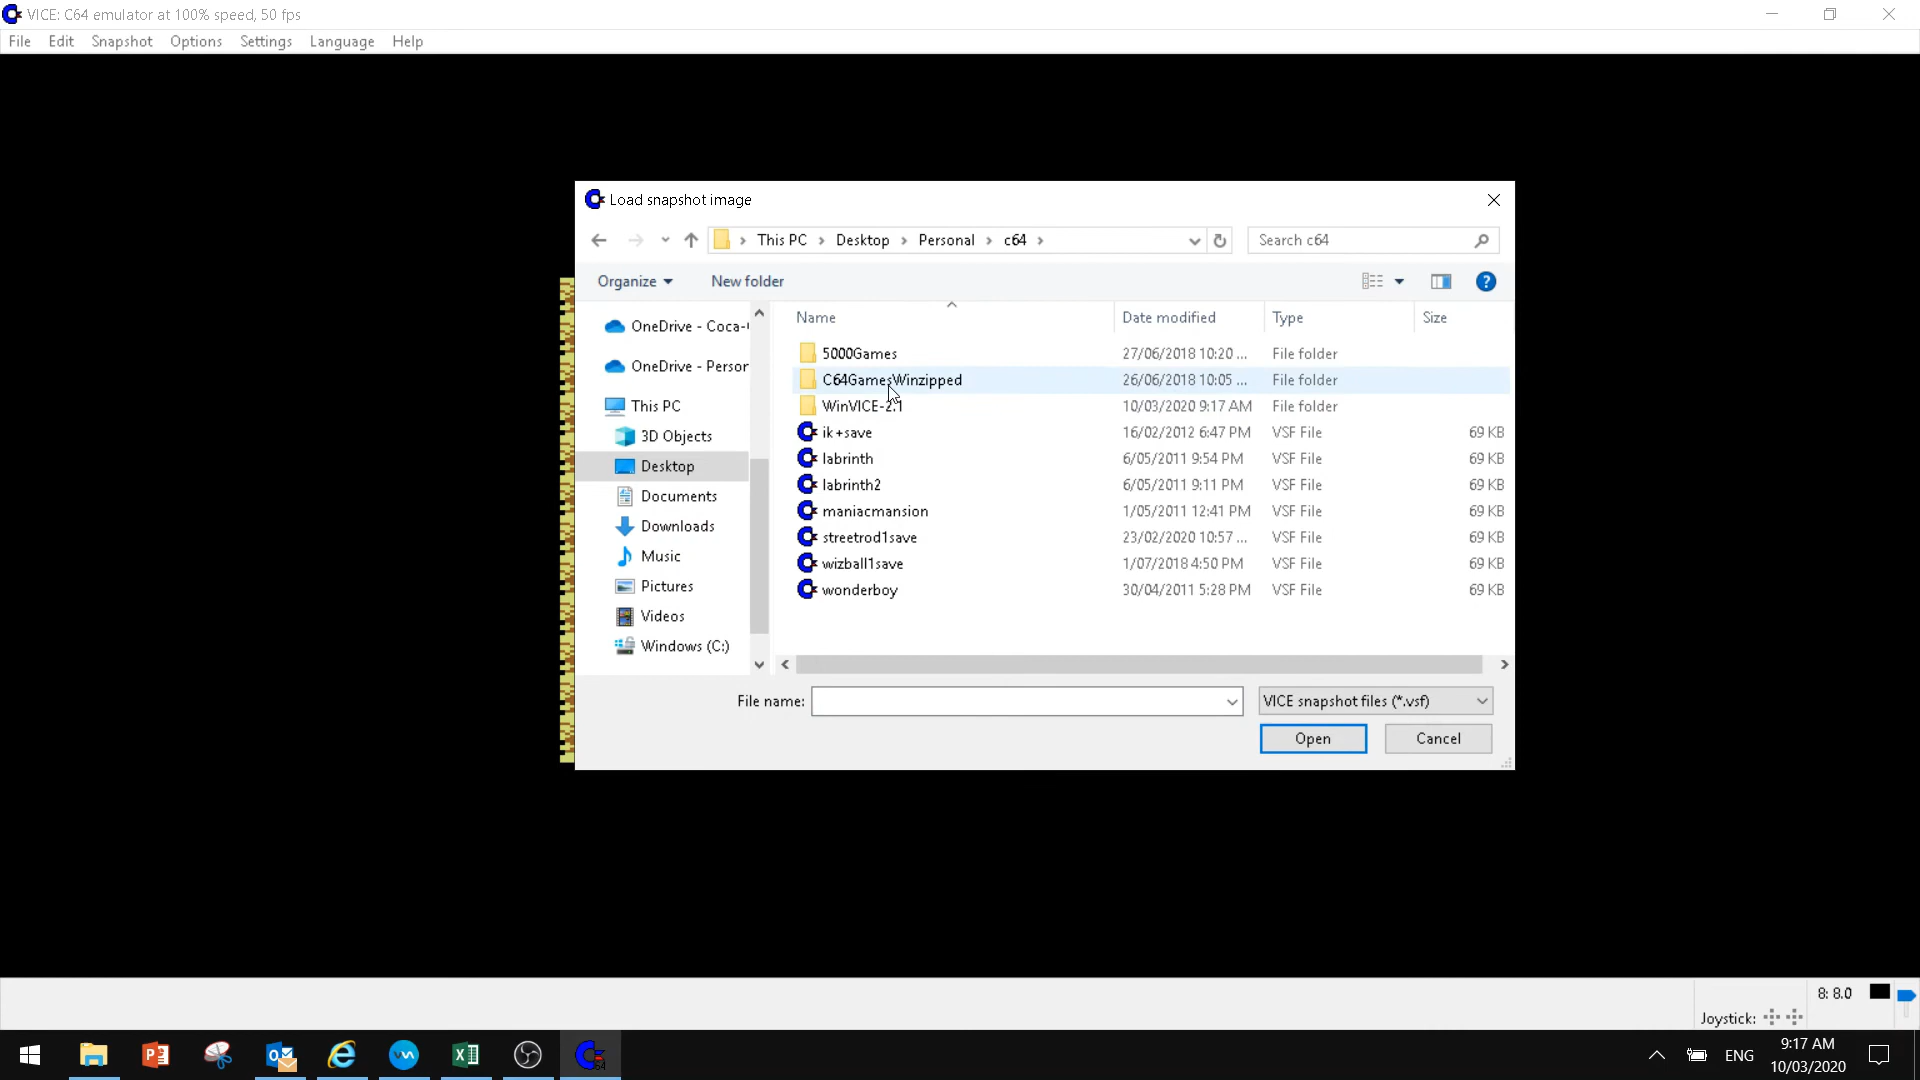 VICE: C64 emulator at 100% speed, 50 fps
File Edit Snapshot Options Settings Language Help
Load snapshot image
This PC Desktop Personal c64
Search c64
Organize New folder
OneDrive - Coca-
OneDrive - Person
This PC
3D Objects
Desktop
Documents
Downloads
Music
Pictures
Videos
Windows (C:)
Name Date modified Type Size
5000Games 27/06/2018 10:20 ... File folder
C64GamesWinzipped 26/06/2018 10:05 ... File folder
WinVICE-2.1 10/03/2020 9:17 AM File folder
ik+save 16/02/2012 6:47 PM VSF File 69 KB
labrinth 6/05/2011 9:54 PM VSF File 69 KB
labrinth2 6/05/2011 9:11 PM VSF File 69 KB
maniacmansion 1/05/2011 12:41 PM VSF File 69 KB
streetrod1save 23/02/2020 10:57 ... VSF File 69 KB
wizball1save 1/07/2018 4:50 PM VSF File 69 KB
wonderboy 30/04/2011 5:28 PM VSF File 69 KB
File name: VICE snapshot files (*.vsf)
Open Cancel
8: 8.0
Joystick:
ENG
9:17 AM
10/03/2020